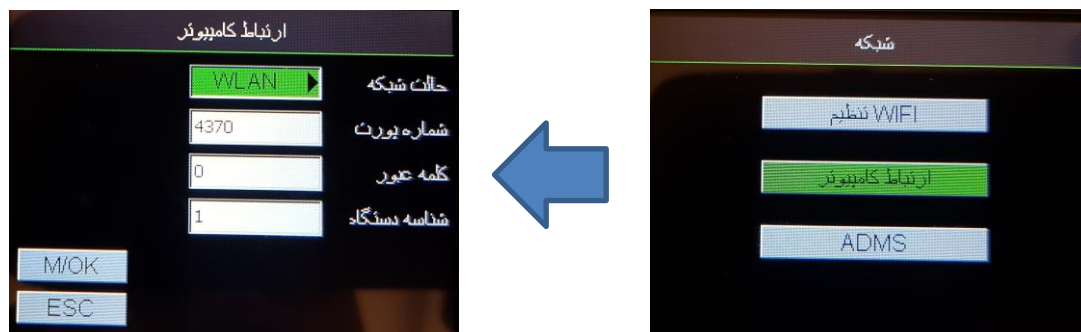 شبکه
تنظیم WIFI
ارتباط کامپیوتر
ADMS
ارتباط کامپیوتر
حالت شبکه WLAN
شماره پورت 4370
کلمه عبور 0
شناسه دستگاه 1
M/OK
ESC